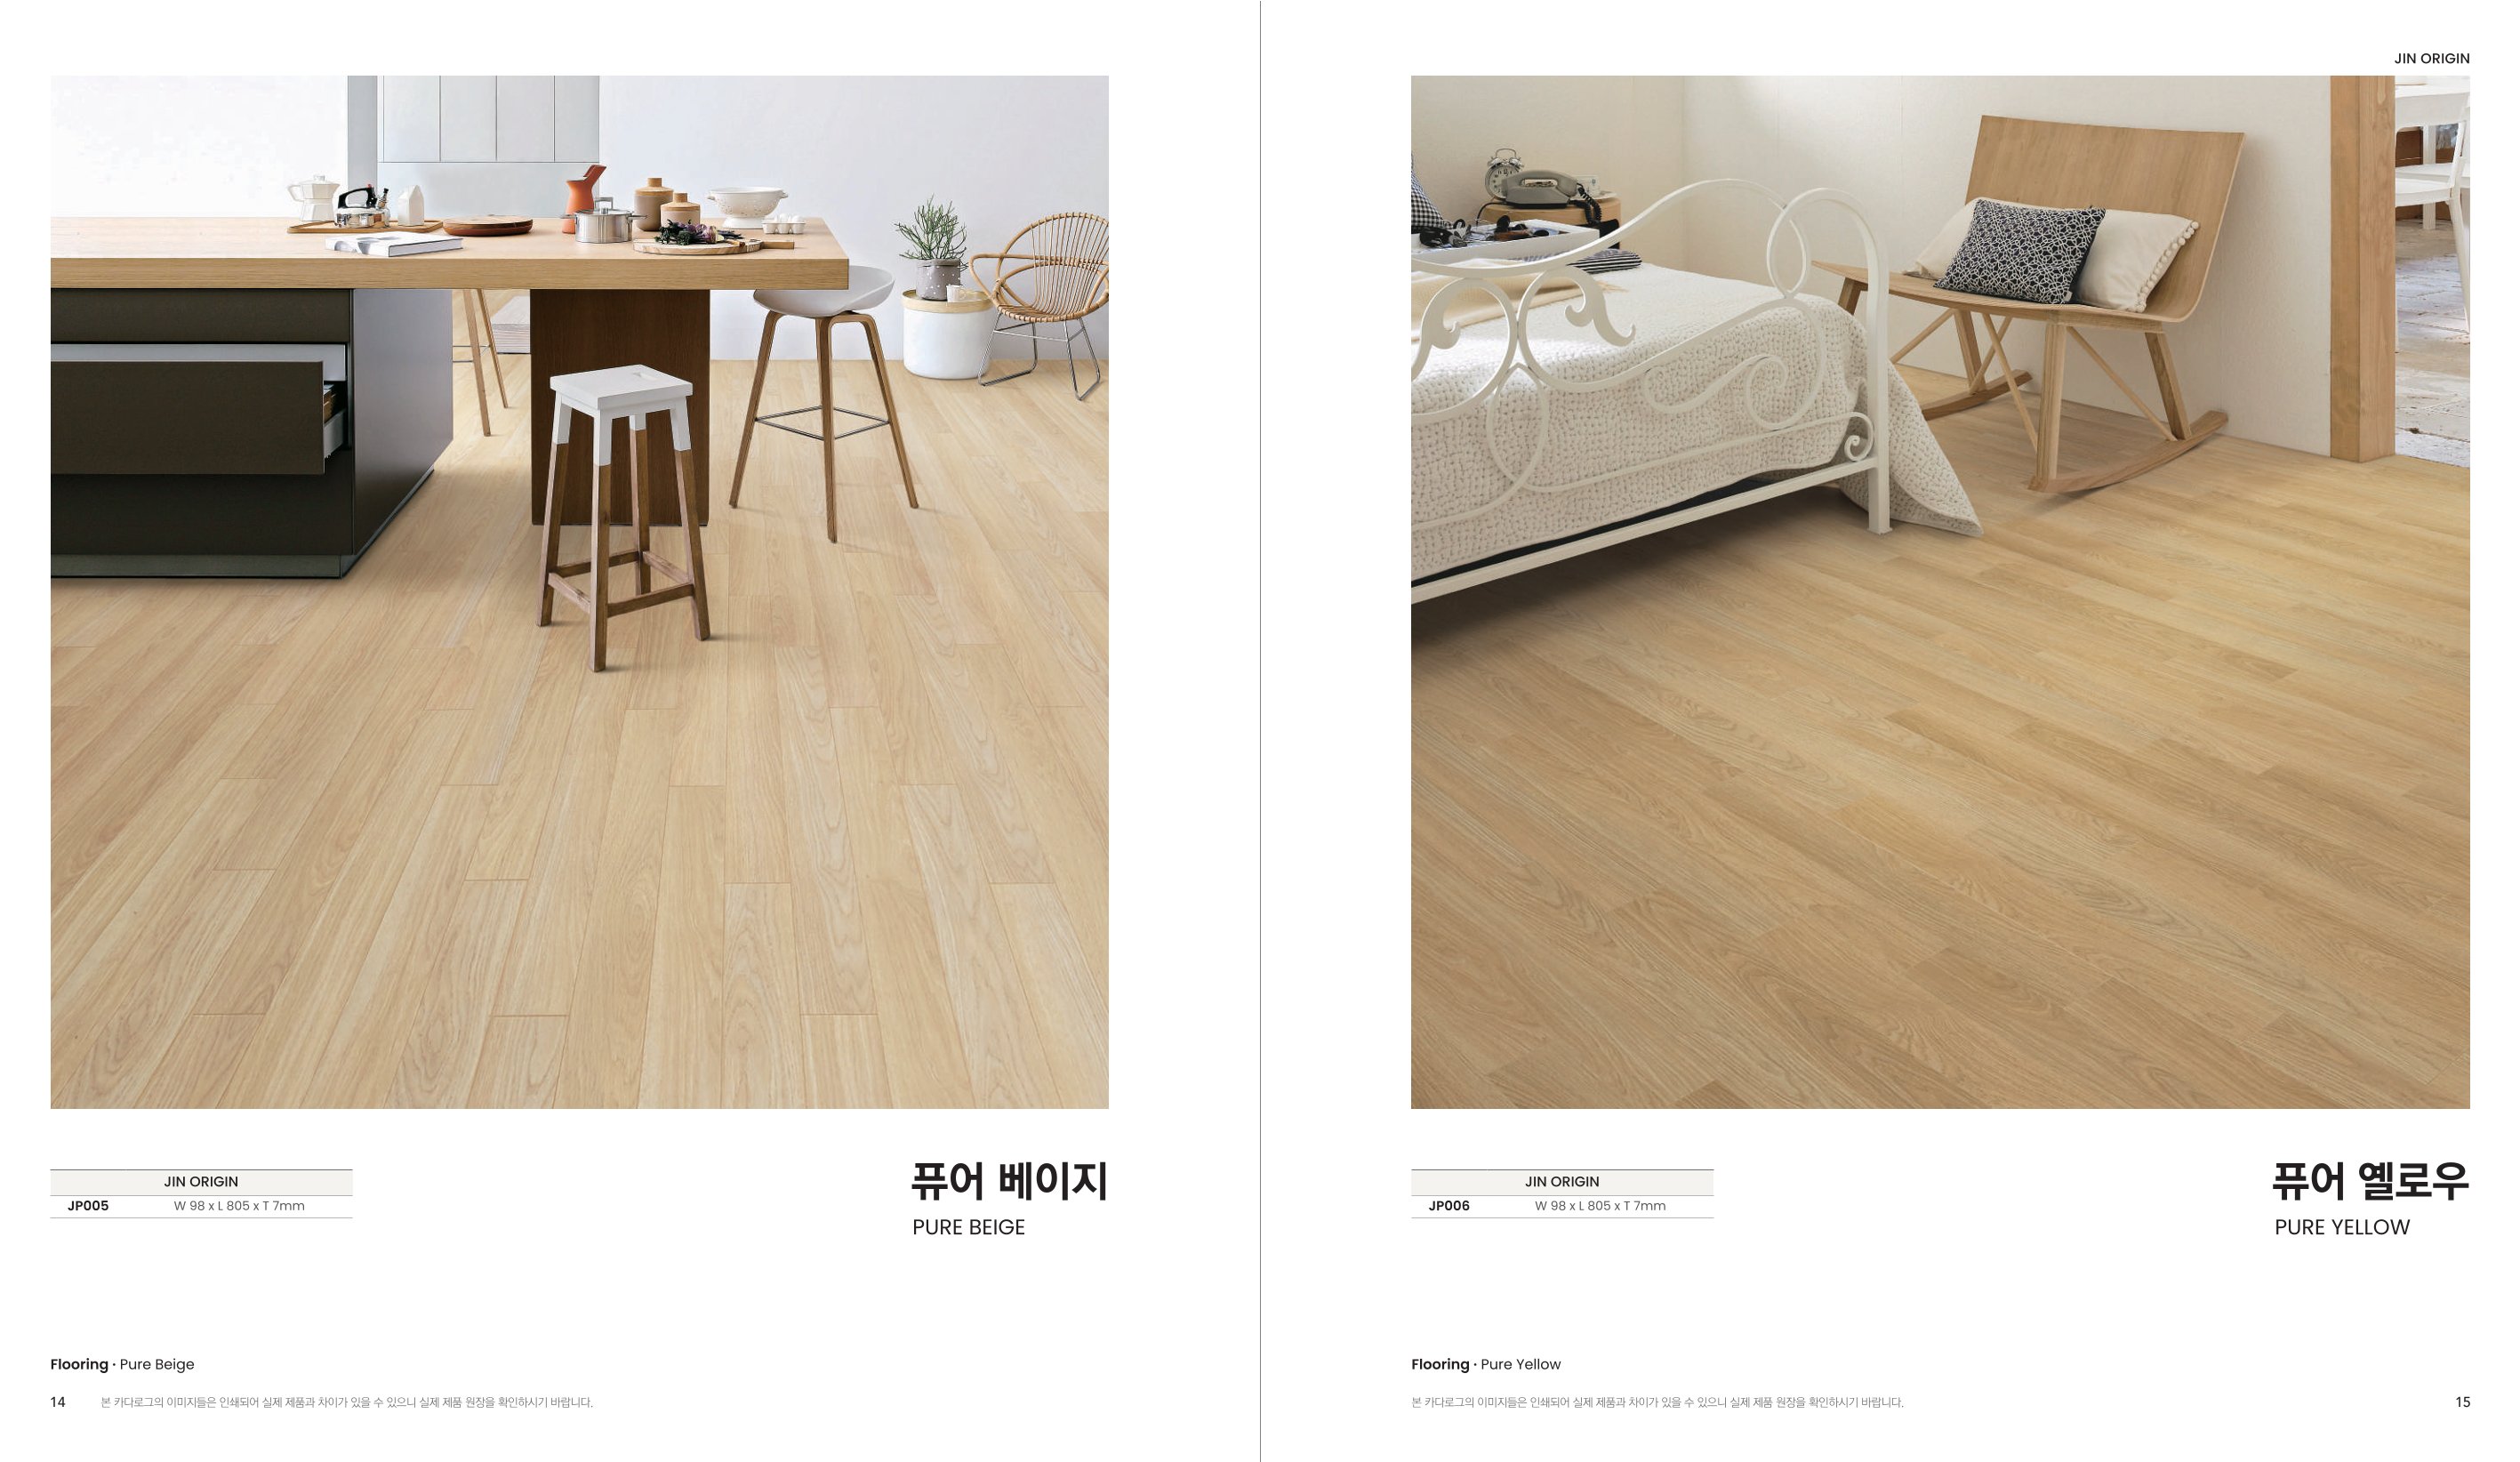 JIN ORIGIN
JP005 W 98 x L 805 x T 7mm
퓨어 베이지
PURE BEIGE
Flooring · Pure Beige
14 본 카다로그의 이미지들은 인쇄되어 실제 제품과 차이가 있을 수 있으니 실제 제품 원장을 확인하시기 바랍니다.
JIN ORIGIN
JIN ORIGIN
JP006 W 98 x L 805 x T 7mm
퓨어 옐로우
PURE YELLOW
Flooring · Pure Yellow
본 카다로그의 이미지들은 인쇄되어 실제 제품과 차이가 있을 수 있으니 실제 제품 원장을 확인하시기 바랍니다. 15